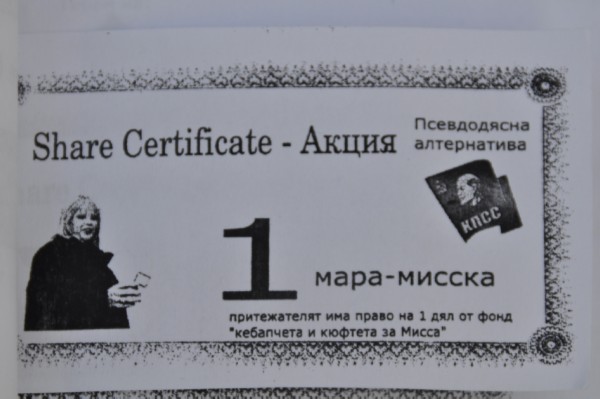 Share Certificate - Акция
Псевдодясна
алтернатива
КПСС
1
мара-мисска
притежателят има право на 1 дял от фонд
"кебапчета и кюфтета за Мисса"